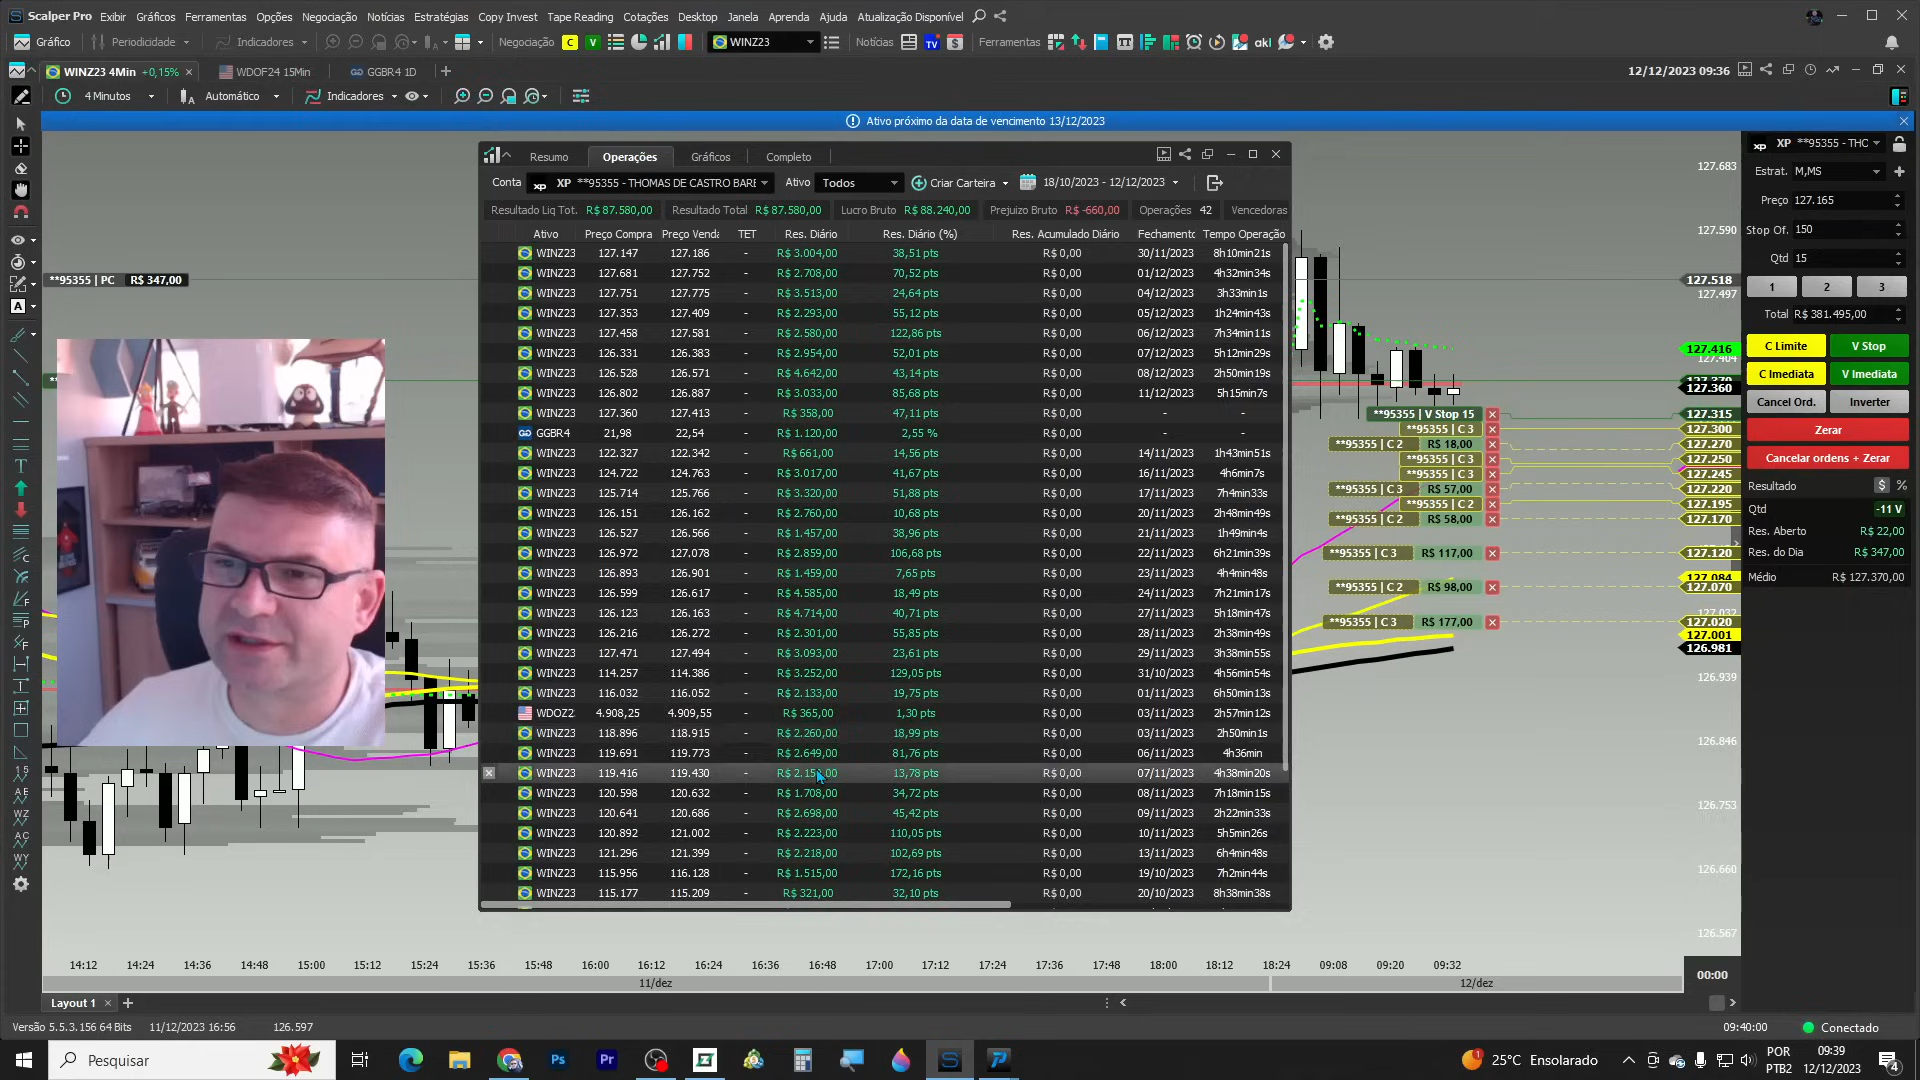 Scalper Pro Exibir Gráficos Ferramentas Opções Negociação Notícias Estratégias Copy Invest Tape Reading Cotações Desktop Janela Aprenda Ajuda Atualização Disponível
Gráfico Periodicidade Indicadores Negociação C V WINZ23 Notícias TV $ Ferramentas akl
WINZ23 4Min +0,15% × WDOF24 15Min GGBR4 1D + 12/12/2023 09:36
4 Minutos Automático Indicadores
Ativo próximo da data de vencimento 13/12/2023
Resumo Operações Gráficos Completo
Conta XP **95355 - THOMAS DE CASTRO BARE Ativo Todos Criar Carteira 18/10/2023 - 12/12/2023
Resultado Liq Tot. R$ 87.580,00 Resultado Total R$ 87.580,00 Lucro Bruto R$ 88.240,00 Prejuizo Bruto R$ -660,00 Operações 42 Vencedoras
Ativo Preço Compra Preço Venda TET Res. Diário Res. Diário (%) Res. Acumulado Diário Fechamento Tempo Operação
WINZ23 127.147 127.186 - R$ 3.004,00 38,51 pts R$ 0,00 30/11/2023 8h10min21s
WINZ23 127.681 127.752 - R$ 2.708,00 70,52 pts R$ 0,00 01/12/2023 4h32min34s
WINZ23 127.751 127.775 - R$ 3.513,00 24,64 pts R$ 0,00 04/12/2023 3h33min1s
WINZ23 127.353 127.409 - R$ 2.293,00 55,12 pts R$ 0,00 05/12/2023 1h24min43s
WINZ23 127.458 127.581 - R$ 2.580,00 122,86 pts R$ 0,00 06/12/2023 7h34min11s
WINZ23 126.331 126.383 - R$ 2.954,00 52,01 pts R$ 0,00 07/12/2023 5h12min29s
WINZ23 126.528 126.571 - R$ 4.642,00 43,14 pts R$ 0,00 08/12/2023 2h50min19s
WINZ23 126.802 126.887 - R$ 3.033,00 85,68 pts R$ 0,00 11/12/2023 5h15min7s
WINZ23 127.360 127.413 - R$ 358,00 47,11 pts R$ 0,00 - -
GGBR4 21,98 22,54 - R$ 1.120,00 2,55 % R$ 0,00 - -
WINZ23 122.327 122.342 - R$ 661,00 14,56 pts R$ 0,00 14/11/2023 1h43min51s
WINZ23 124.722 124.763 - R$ 3.017,00 41,67 pts R$ 0,00 16/11/2023 4h6min7s
WINZ23 125.714 125.766 - R$ 3.320,00 51,88 pts R$ 0,00 17/11/2023 7h4min33s
WINZ23 126.151 126.162 - R$ 2.760,00 10,68 pts R$ 0,00 20/11/2023 2h48min49s
WINZ23 126.527 126.566 - R$ 1.457,00 38,96 pts R$ 0,00 21/11/2023 1h49min4s
WINZ23 126.972 127.078 - R$ 2.859,00 106,68 pts R$ 0,00 22/11/2023 6h21min39s
WINZ23 126.893 126.901 - R$ 1.459,00 7,65 pts R$ 0,00 23/11/2023 4h4min48s
WINZ23 126.599 126.617 - R$ 4.585,00 18,49 pts R$ 0,00 24/11/2023 7h21min17s
WINZ23 126.123 126.163 - R$ 4.714,00 40,71 pts R$ 0,00 27/11/2023 5h18min47s
WINZ23 126.216 126.272 - R$ 2.301,00 55,85 pts R$ 0,00 28/11/2023 2h38min49s
WINZ23 127.471 127.494 - R$ 3.093,00 23,61 pts R$ 0,00 29/11/2023 3h38min55s
WINZ23 114.257 114.386 - R$ 3.252,00 129,05 pts R$ 0,00 31/10/2023 4h56min54s
WINZ23 116.032 116.052 - R$ 2.133,00 19,75 pts R$ 0,00 01/11/2023 6h50min13s
WDOZ2 4.908,25 4.909,55 - R$ 365,00 1,30 pts R$ 0,00 03/11/2023 2h57min12s
WINZ23 118.896 118.915 - R$ 2.260,00 18,99 pts R$ 0,00 03/11/2023 2h50min1s
WINZ23 119.691 119.773 - R$ 2.649,00 81,76 pts R$ 0,00 06/11/2023 4h36min
WINZ23 119.416 119.430 - 13,78 pts R$ 0,00 07/11/2023 4h38min20s
WINZ23 120.598 120.632 - R$ 1.708,00 34,72 pts R$ 0,00 08/11/2023 7h18min15s
WINZ23 120.641 120.686 - R$ 2.698,00 45,42 pts R$ 0,00 09/11/2023 2h22min33s
WINZ23 120.892 121.002 - R$ 2.223,00 110,05 pts R$ 0,00 10/11/2023 5h5min26s
WINZ23 121.296 121.399 - R$ 2.218,00 102,69 pts R$ 0,00 13/11/2023 6h4min48s
WINZ23 115.956 116.128 - R$ 1.515,00 172,16 pts R$ 0,00 19/10/2023 7h2min44s
WINZ23 115.177 115.209 - R$ 321,00 32,10 pts R$ 0,00 20/10/2023 8h38min38s
**95355 | PC R$ 347,00
**95355 | V Stop 15
**95355 | C 3
**95355 | C 2 R$ 18,00
**95355 | C 3
**95355 | C 3
**95355 | C 3 R$ 57,00
**95355 | C 2
**95355 | C 2 R$ 58,00
**95355 | C 3 R$ 117,00
**95355 | C 2 R$ 98,00
**95355 | C 3 R$ 177,00
127.683
127.590
127.518
127.497
127.416
127.404
127.360
127.315
127.300
127.270
127.250
127.245
127.220
127.195
127.170
127.120
127.084
127.070
127.032
127.020
127.001
126.981
126.939
126.846
126.753
126.660
126.567
XP **95355 - THC
Estrat. M,MS
Preço 127.165
Stop Of. 150
Qtd 15
1 2 3
Total R$ 381.495,00
C Limite V Stop
C Imediata V Imediata
Cancel Ord. Inverter
Zerar
Cancelar ordens + Zerar
Resultado $ %
Qtd -11 V
Res. Aberto R$ 22,00
Res. do Dia R$ 347,00
Médio R$ 127.370,00
A
T
C
F
P
F
1 5
A E
W Z
A C
W Y
14:12 14:24 14:36 14:48 15:00 15:12 15:24 15:36 15:48 16:00 16:12 16:24 16:36 16:48 17:00 17:12 17:24 17:36 17:48 18:00 18:12 18:24 09:08 09:20 09:32
00:00
11/dez 12/dez
Layout 1 × +
Versão 5.5.3.156 64 Bits 11/12/2023 16:56 126.597 09:40:00 Conectado
Pesquisar Ps Pr 25°C Ensolarado POR 09:39
PTB2 12/12/2023 4